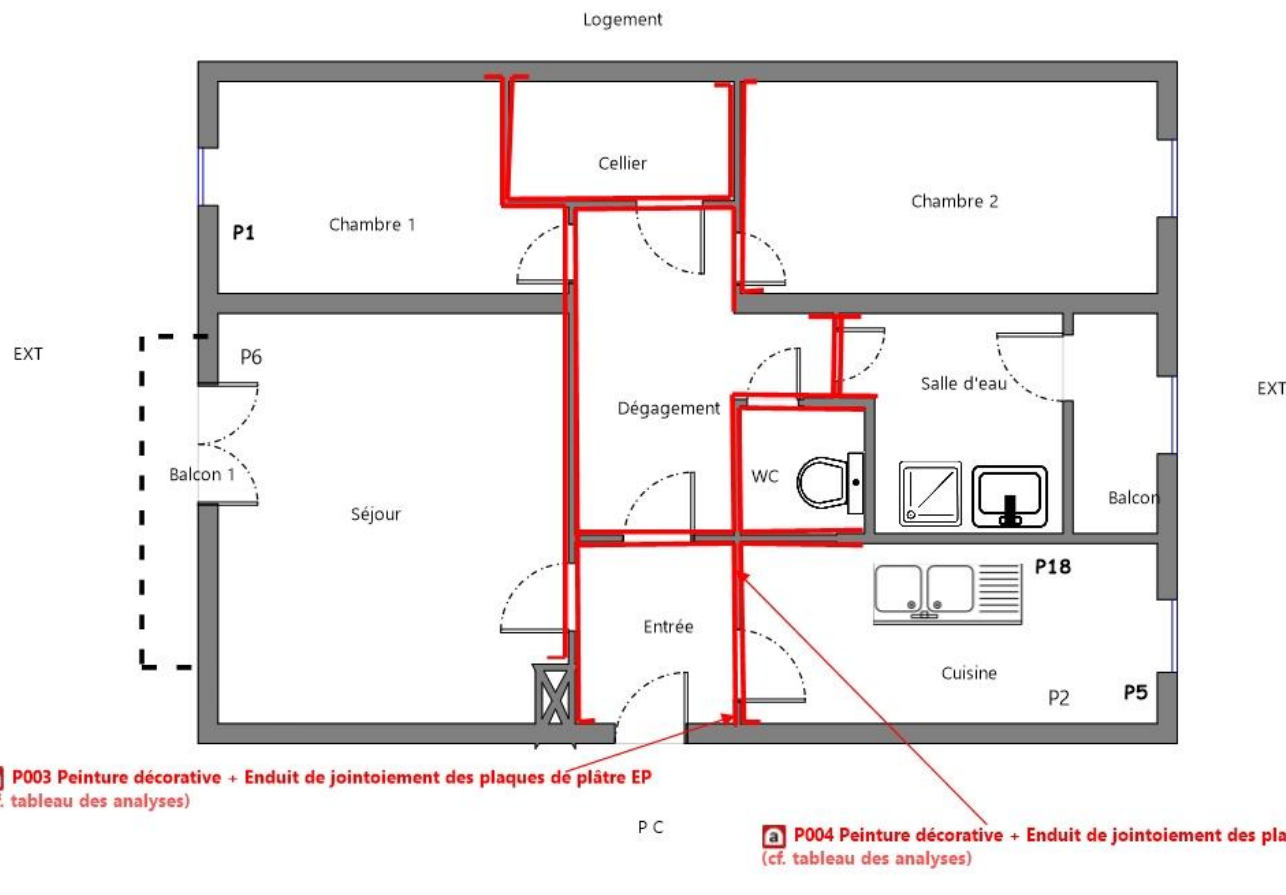 Logement
Cellier
Chambre 2
Chambre 1
P1
EXT
P6
Salle d'eau
EXT
Dégagement
Balcon 1
WC
Balcon
Séjour
P18
Entrée
Cuisine
P2
P5
P003 Peinture décorative + Enduit de jointoiement des plaques de plâtre EP
f. tableau des analyses)
P C
a P004 Peinture décorative + Enduit de jointoiement des pla
(cf. tableau des analyses)